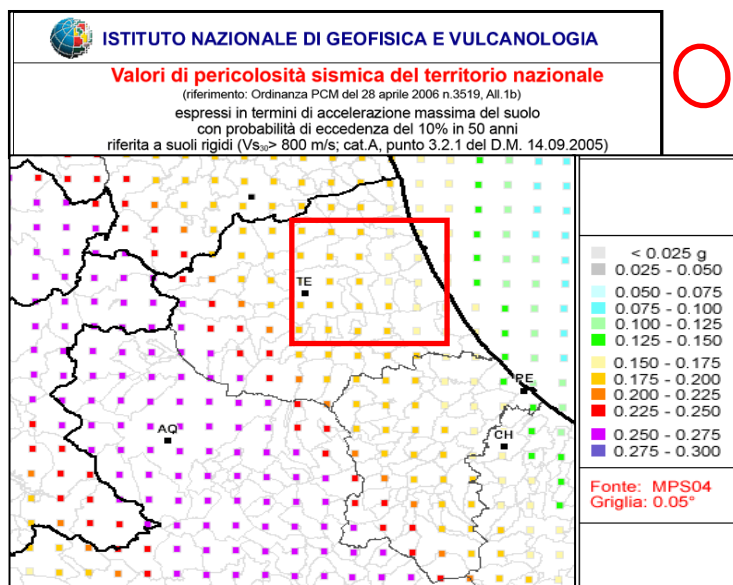 ISTITUTO NAZIONALE DI GEOFISICA E VULCANOLOGIA
Valori di pericolosità sismica del territorio nazionale
(riferimento: Ordinanza PCM del 28 aprile 2006 n.3519, All.1b)
espressi in termini di accelerazione massima del suolo
con probabilità di eccedenza del 10% in 50 anni
riferita a suoli rigidi (Vs30> 800 m/s; cat.A, punto 3.2.1 del D.M. 14.09.2005)
TE
PE
AQ
CH
< 0.025 g
0.025 - 0.050
0.050 - 0.075
0.075 - 0.100
0.100 - 0.125
0.125 - 0.150
0.150 - 0.175
0.175 - 0.200
0.200 - 0.225
0.225 - 0.250
0.250 - 0.275
0.275 - 0.300
Fonte: MPS04
Griglia: 0.05°